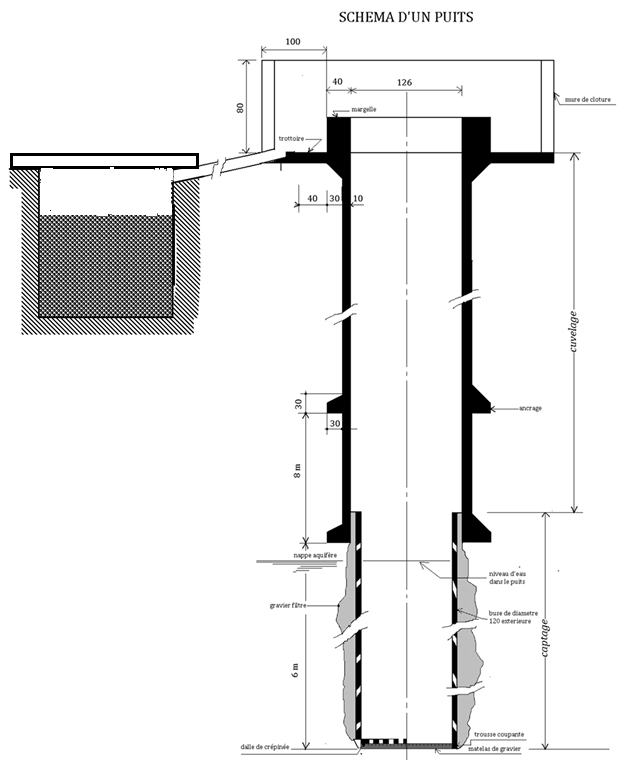 SCHEMA D'UN PUITS
100
40
126
80
margelle
mure de cloture
trottoire
40
30
10
cuvelage
30
ancrage
30
8 m
nappe aquifère
niveau d'eau
dans le puits
gravier filtre
buse de diametre
120 exterieure
captage
6 m
trousse coupante
dalle de crépinée
matelas de gravier